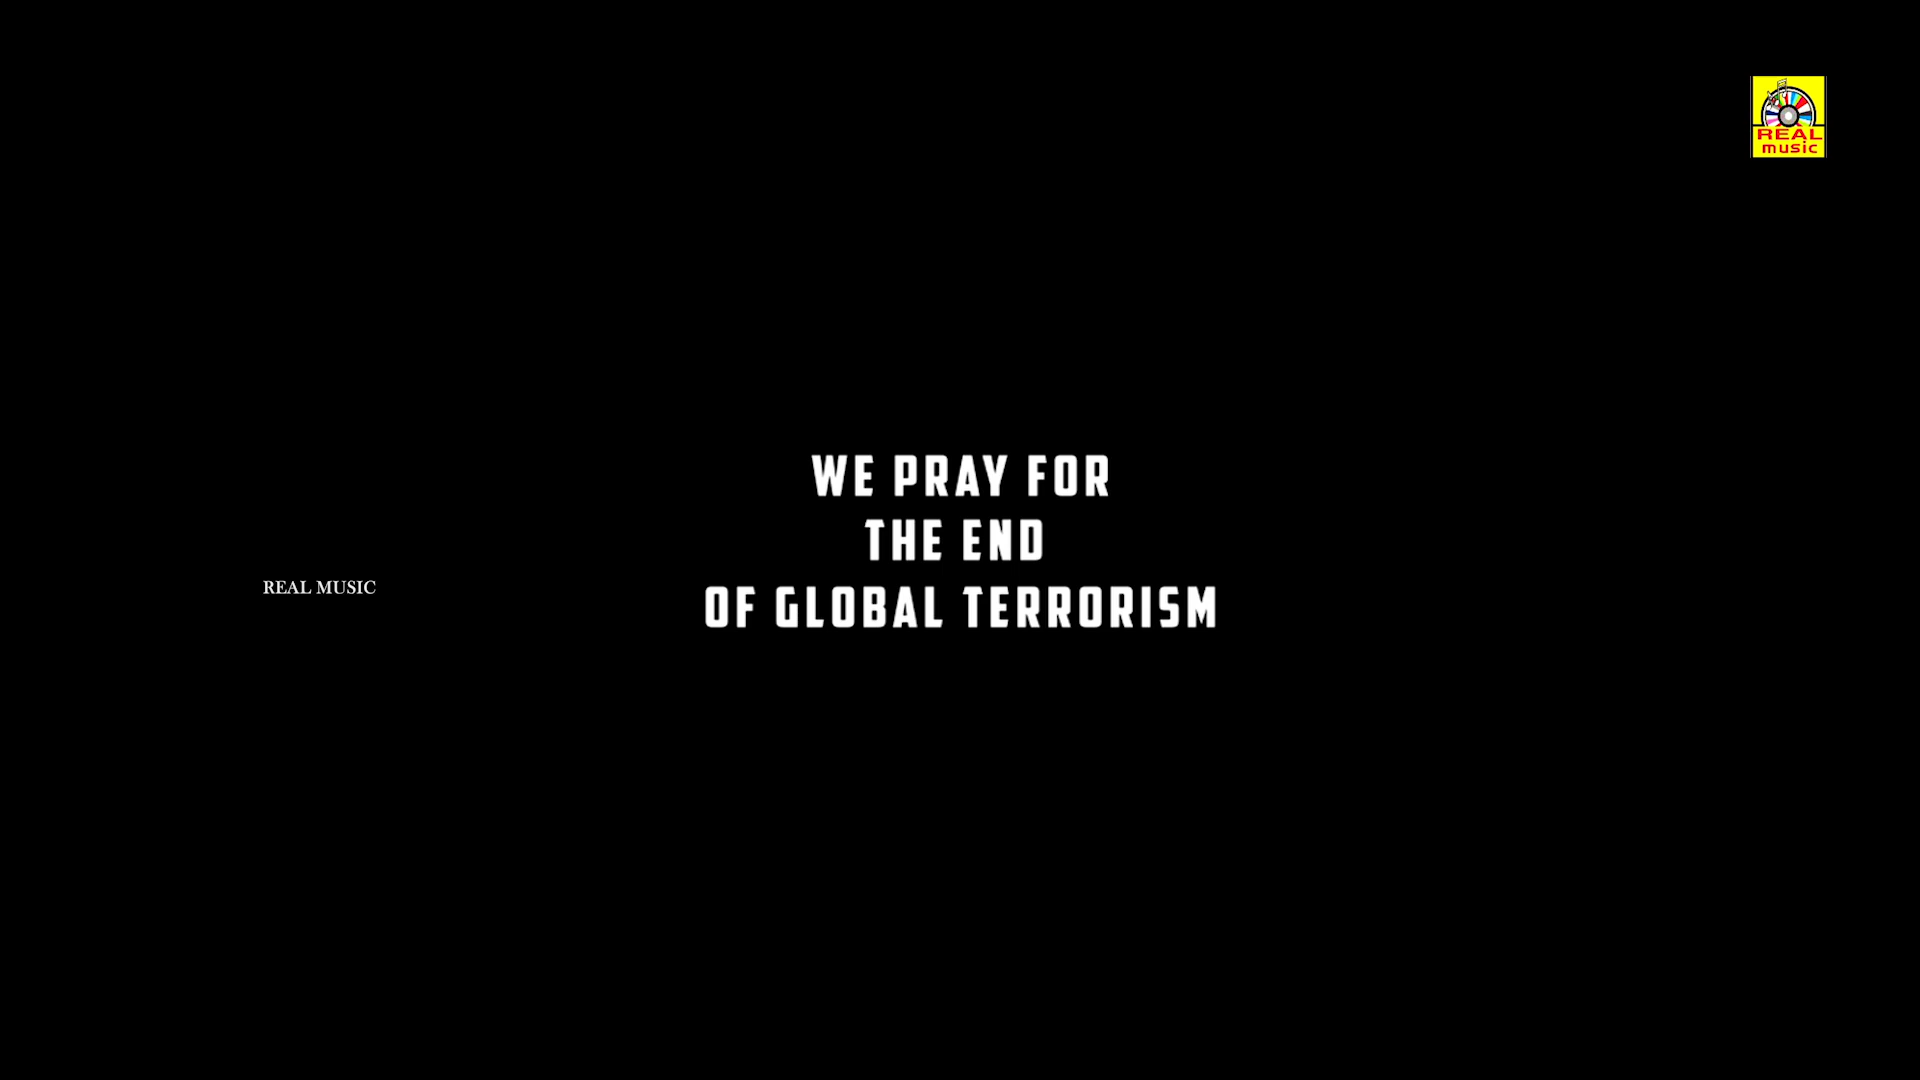 REAL
music
WE PRAY FOR
THE END
OF GLOBAL TERRORISM
REAL MUSIC